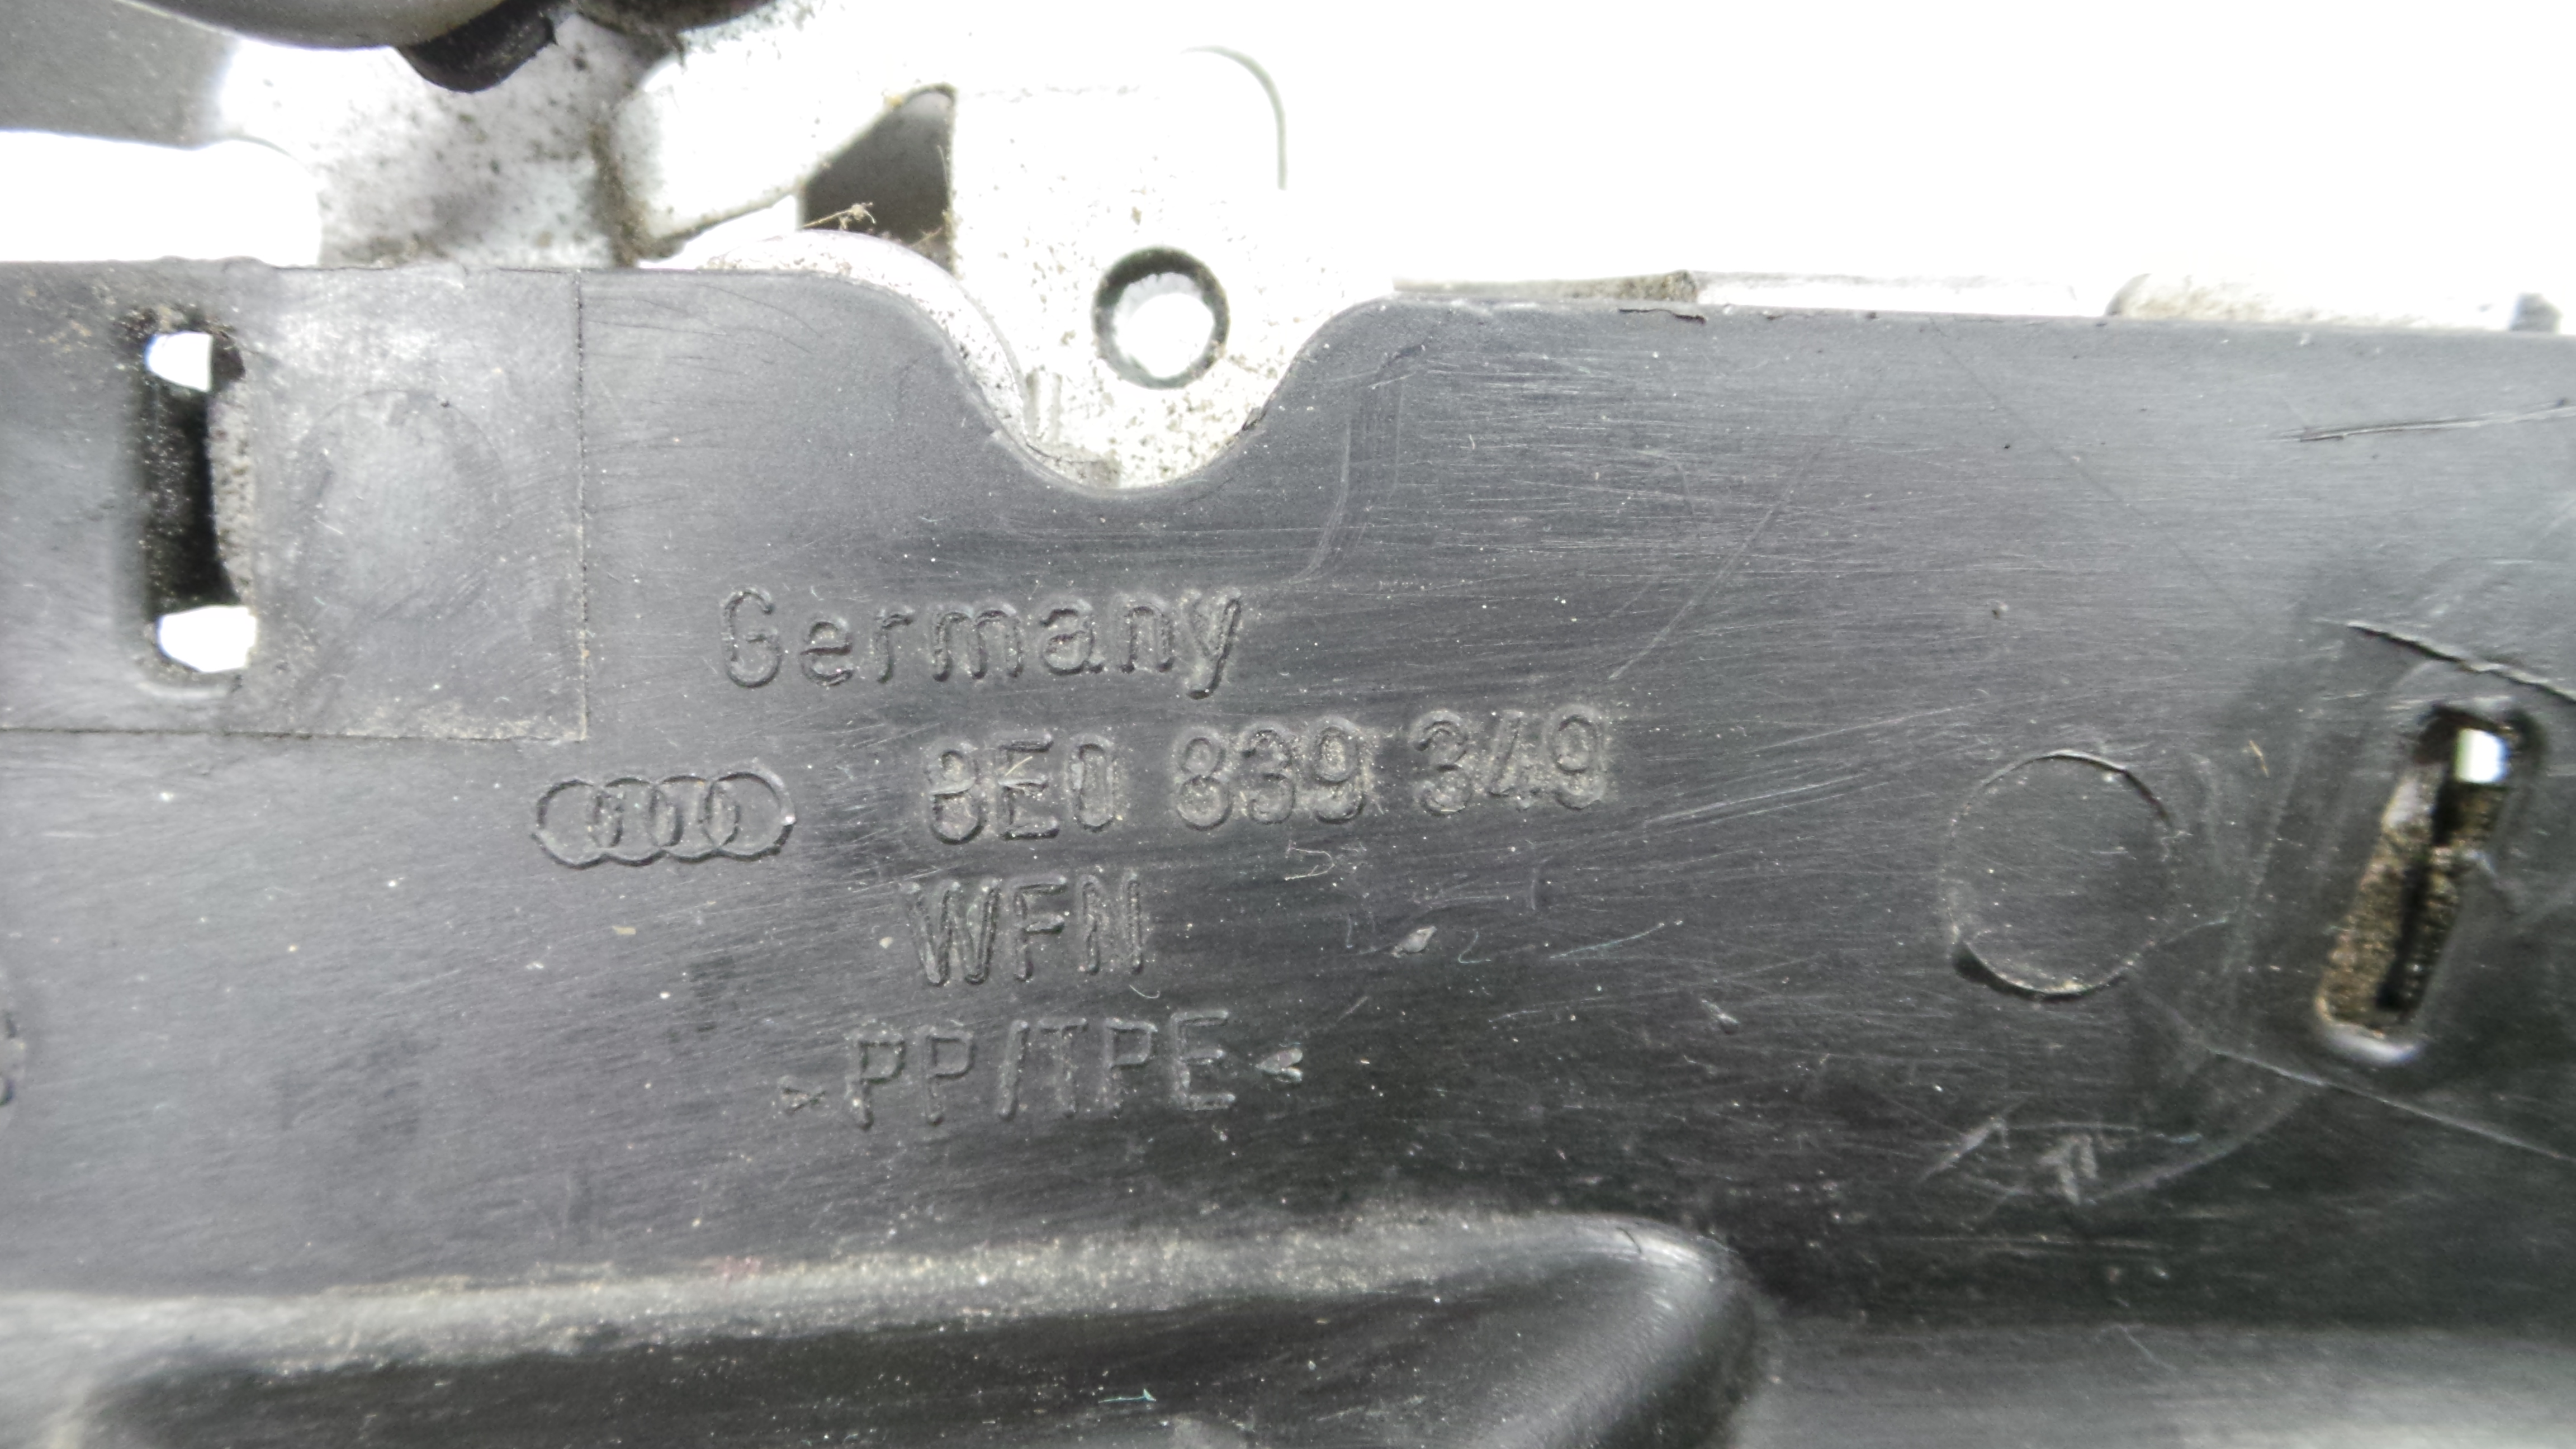 Germany
8E0 839 349
WFN
>PP/TPE<